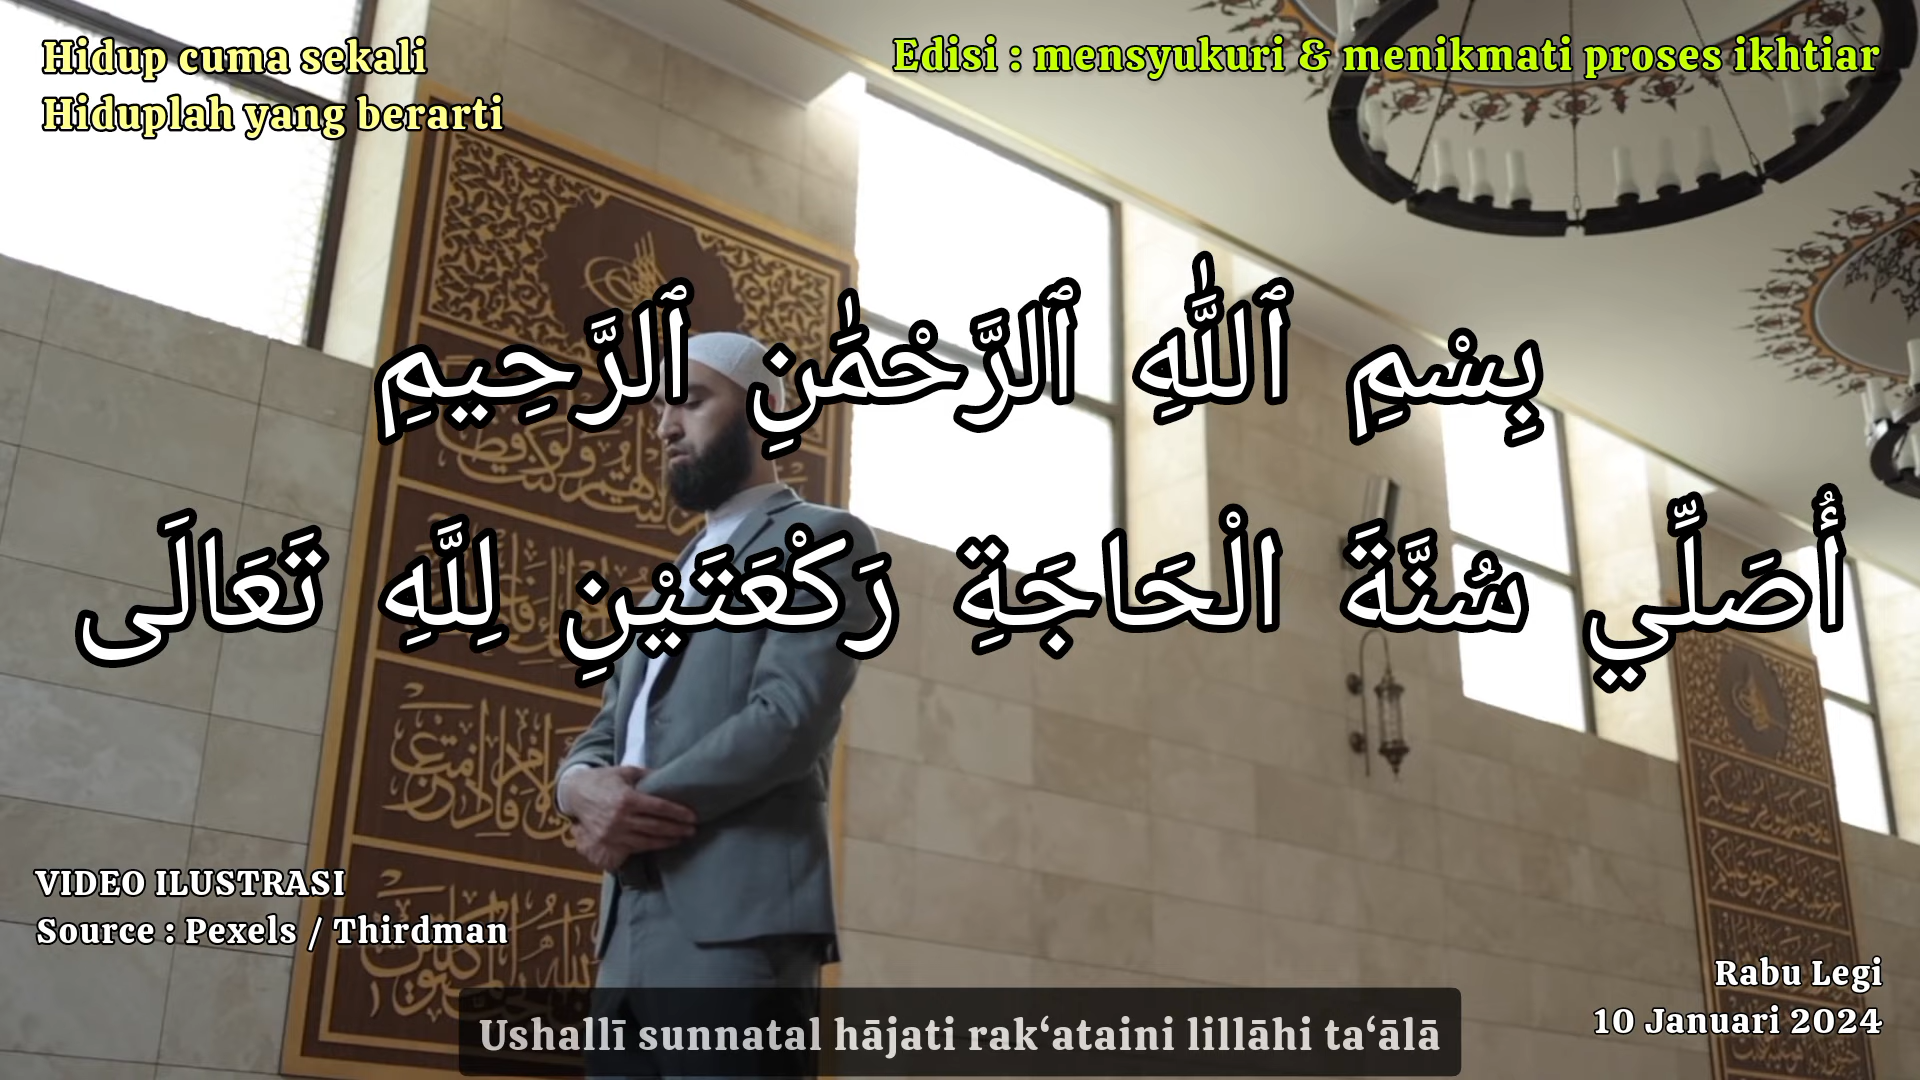 Hidup cuma sekali
Hiduplah yang berarti
Edisi : mensyukuri & menikmati proses ikhtiar
بِسْمِ ٱللَّٰهِ ٱلرَّحْمَٰنِ ٱلرَّحِيمِ
أُصَلِّي سُنَّةَ الْحَاجَةِ رَكْعَتَيْنِ لِلَّهِ تَعَالَى
VIDEO ILUSTRASI
Source : Pexels / Thirdman
Rabu Legi
10 Januari 2024
Ushallī sunnatal hājati rak‘ataini lillāhi ta‘ālā